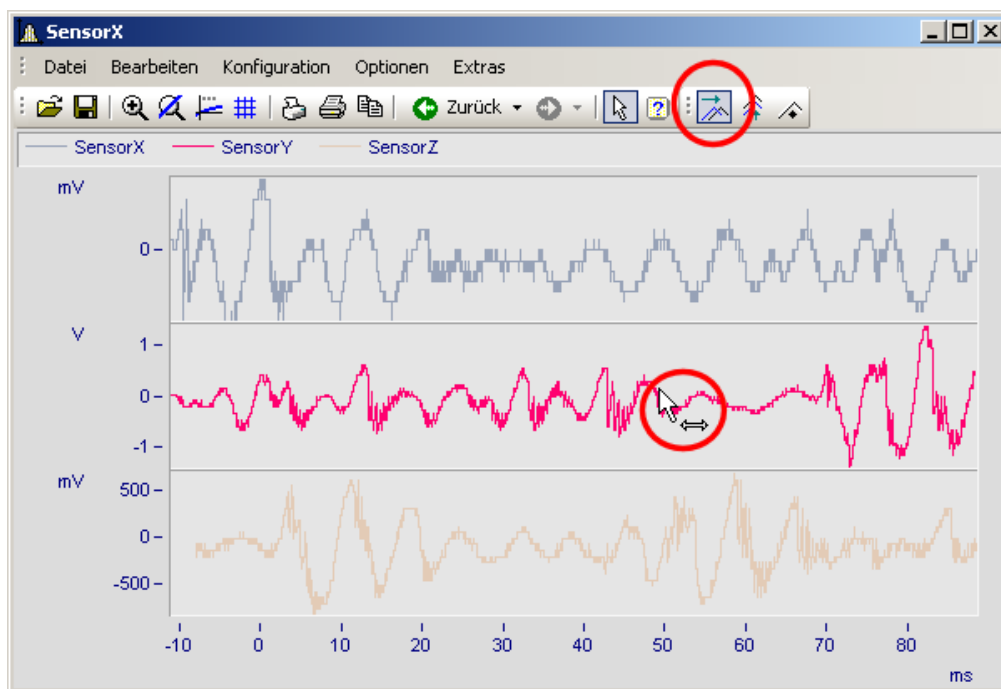 SensorX
Datei Bearbeiten Konfiguration Optionen Extras
Zurück
SensorX SensorY SensorZ
mV
0
V
1
0
-1
mV
500
0
-500
-10 0 10 20 30 40 50 60 70 80
ms